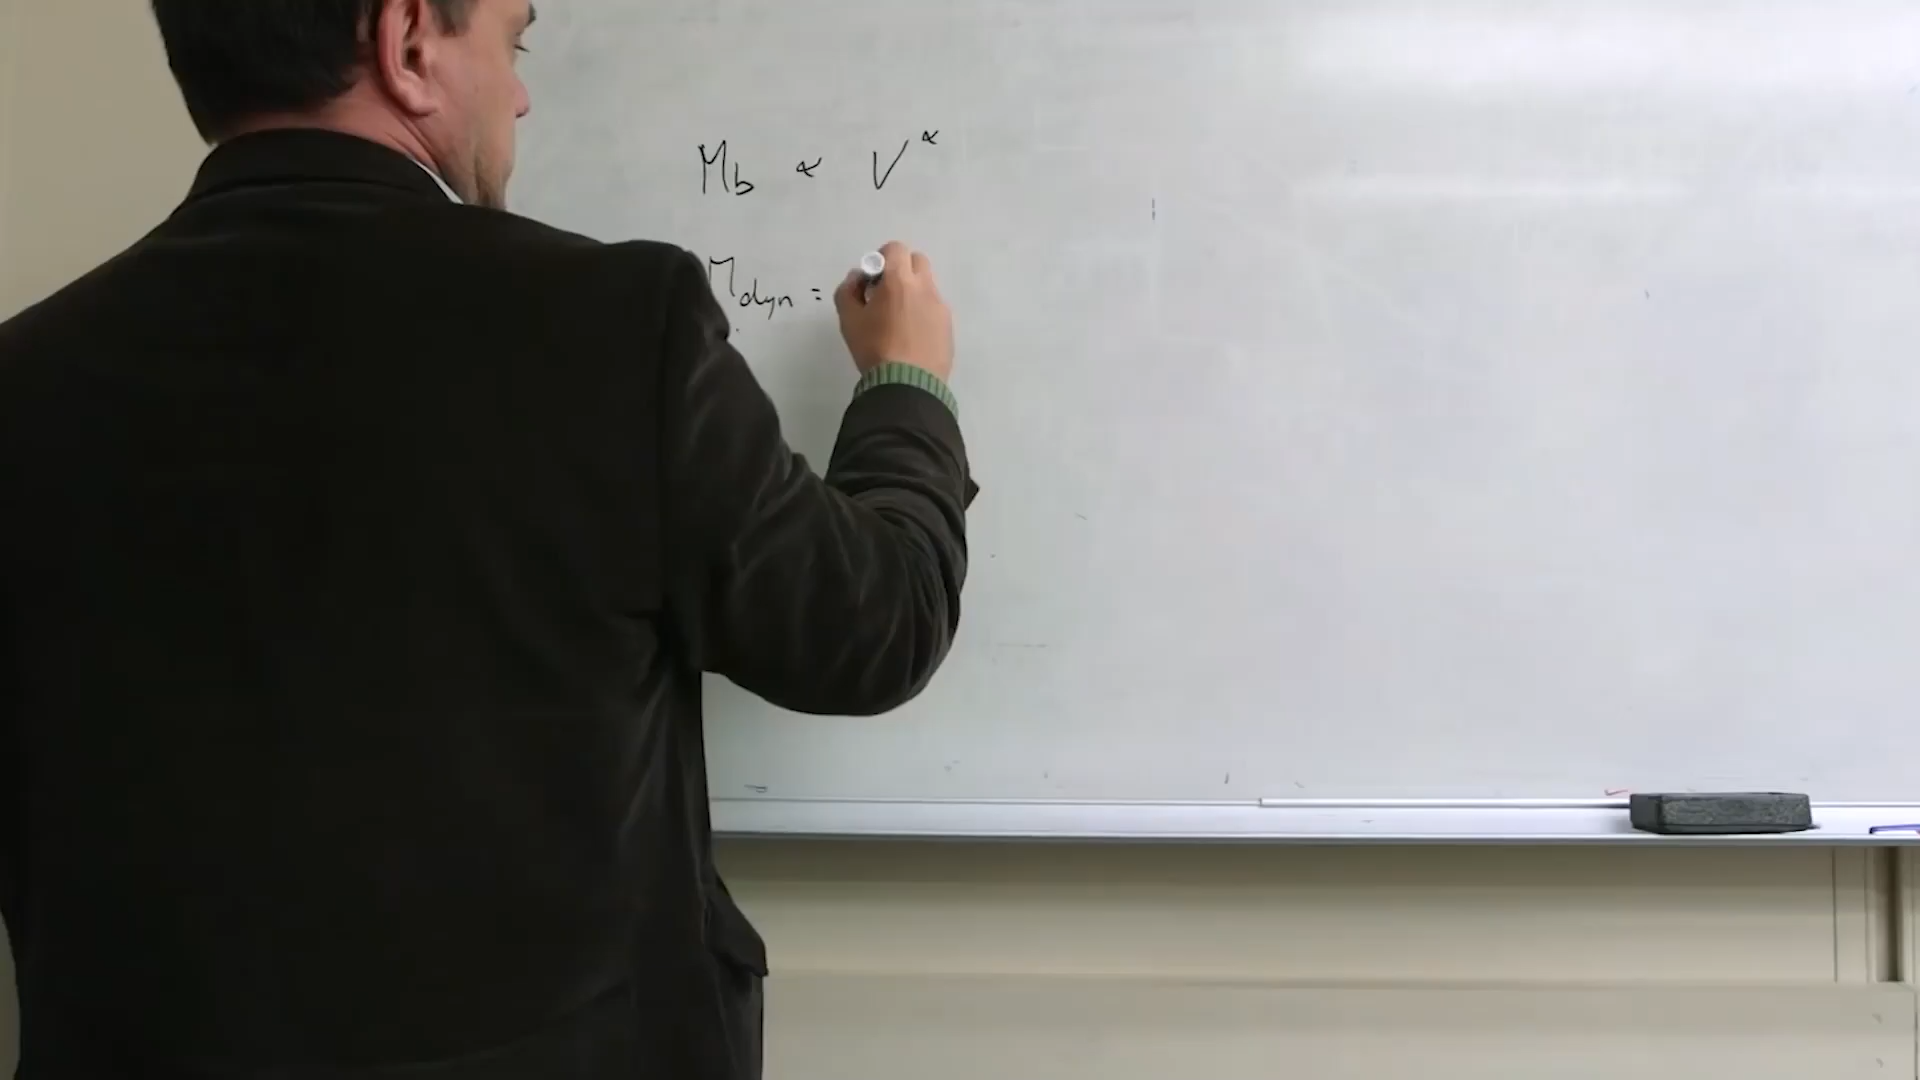 Mb ∝ V^α
Mdyn =